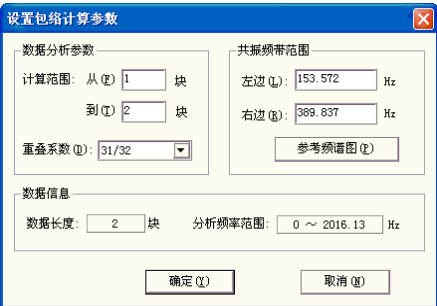 设置包络计算参数
数据分析参数
计算范围: 从(F) 1 块
到(T) 2 块
重叠系数(D): 31/32
共振频带范围
左边(L): 153.572 Hz
右边(R): 389.837 Hz
参考频谱图(P)
数据信息
数据长度: 2 块 分析频率范围: 0 ～ 2016.13 Hz
确定(Y) 取消(N)